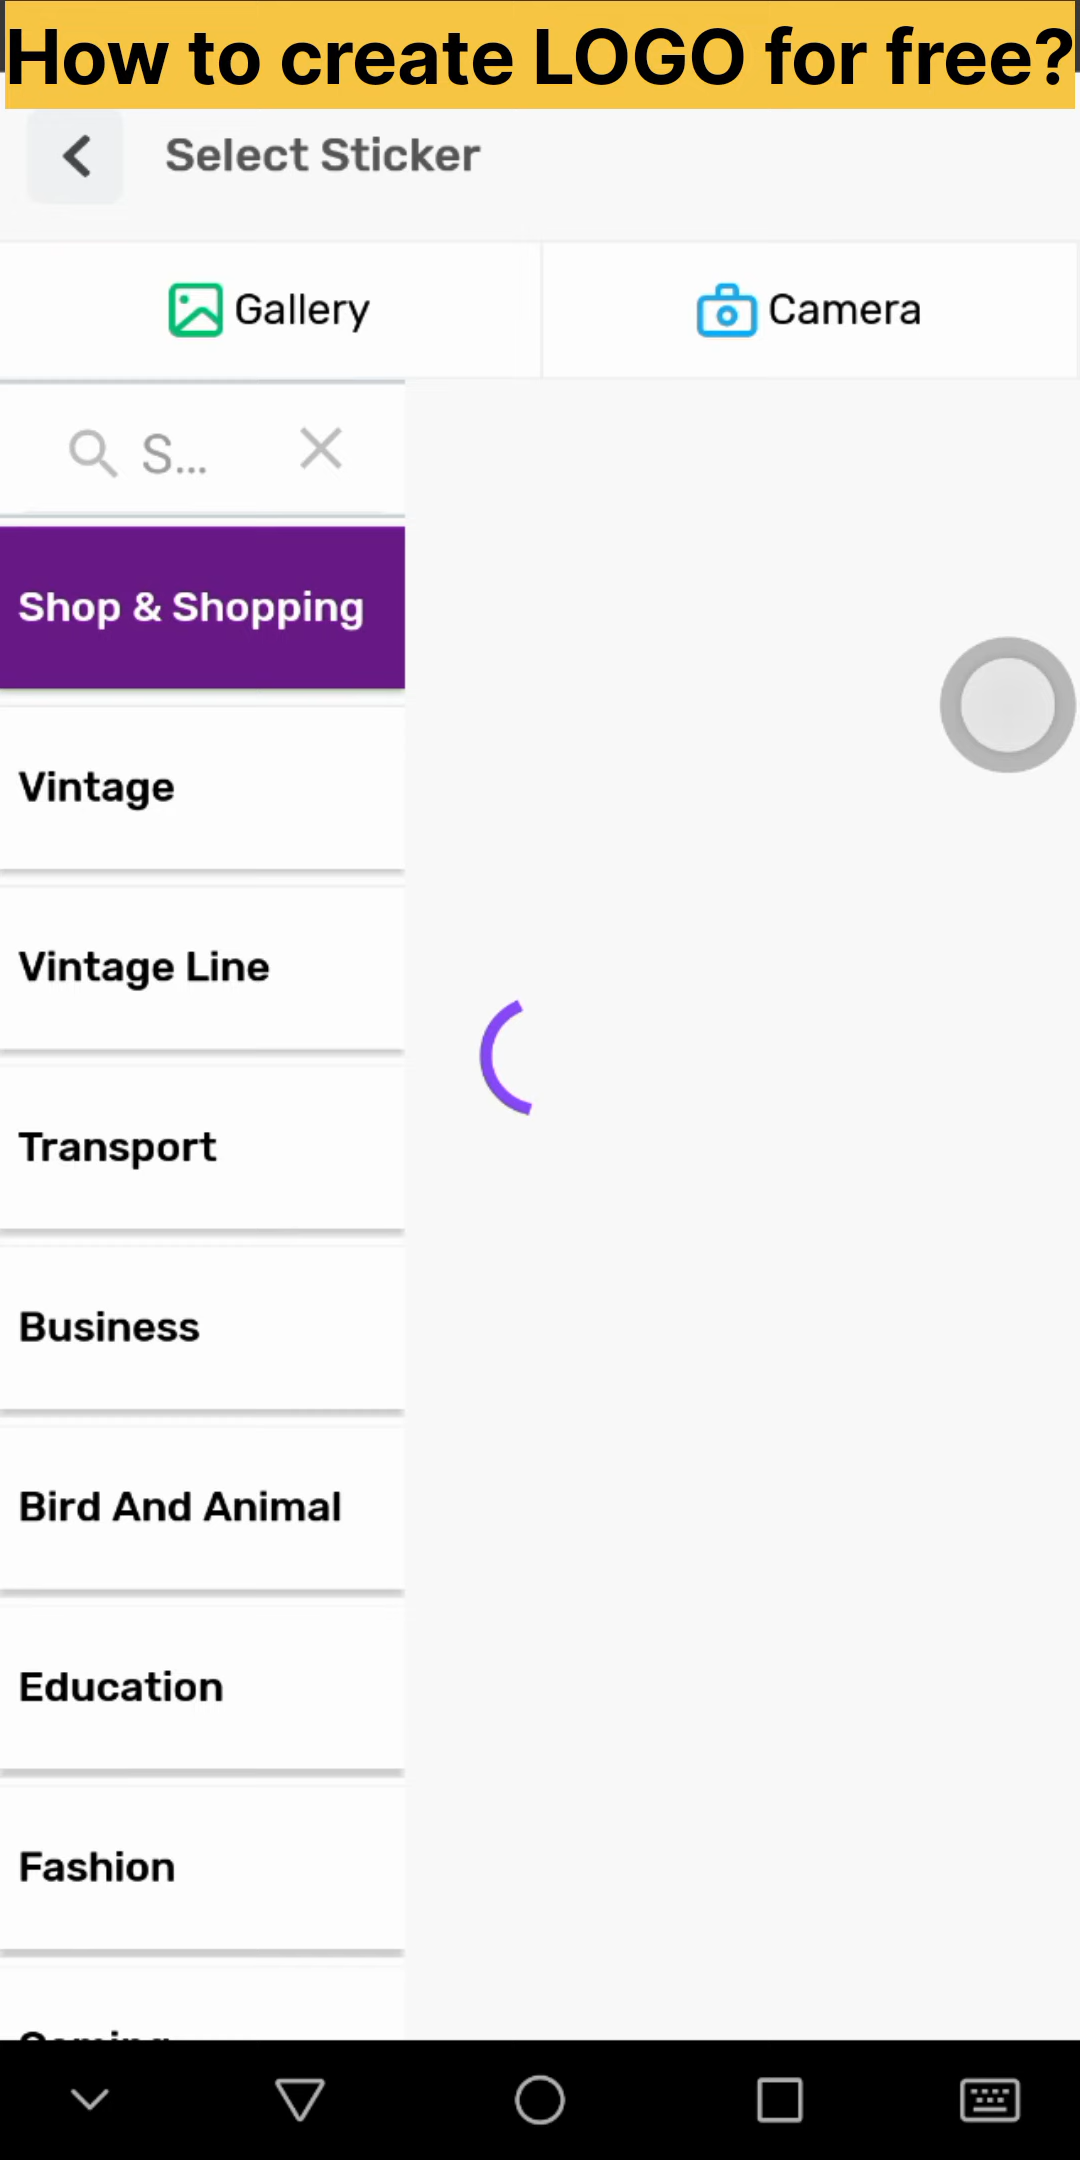 How to create LOGO for free?
Select Sticker
Gallery
Camera
S...
Shop & Shopping
Vintage
Vintage Line
Transport
Business
Bird And Animal
Education
Fashion